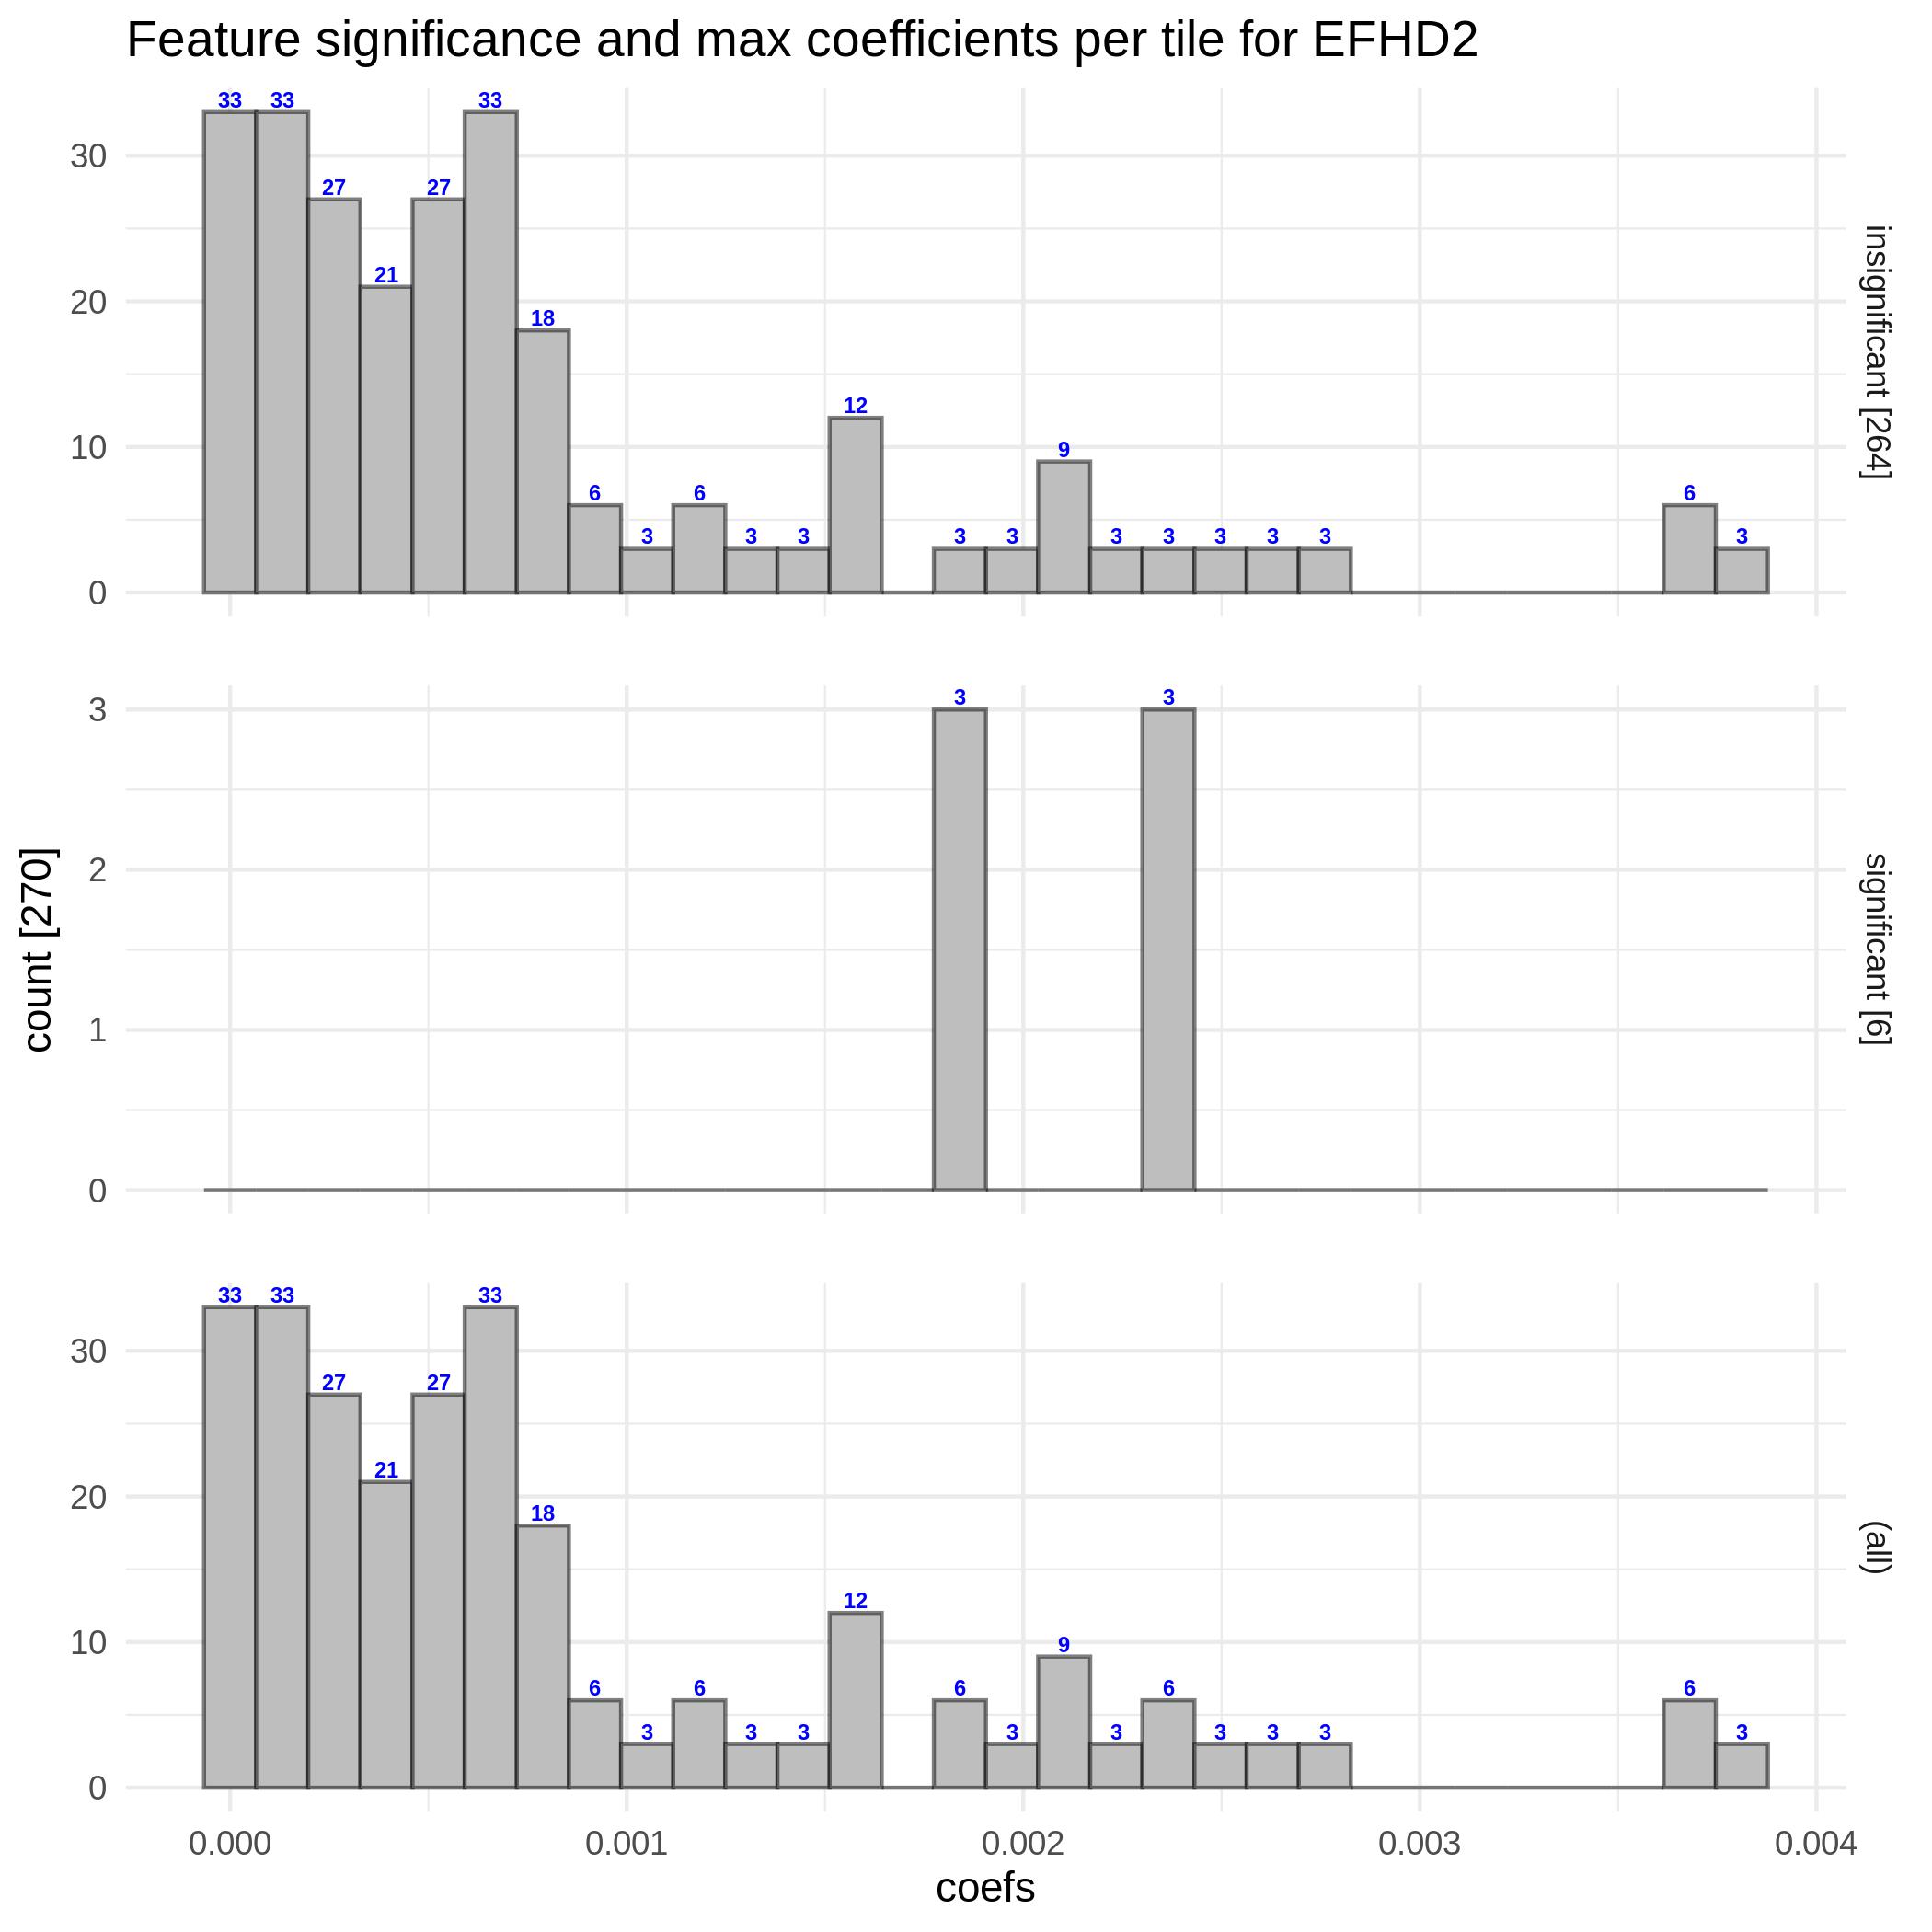 Feature significance and max coefficients per tile for EFHD2
33 33 27 21 27 33 18 6 3 6 3 3 12 3 3 9 3 3 3 3 3 6 3
30
20
10
0
insignificant [264]
3 3
3
2
1
0
significant [6]
count [270]
33 33 27 21 27 33 18 6 3 6 3 3 12 6 3 9 3 6 3 3 3 6 3
30
20
10
0
(all)
0.000 0.001 0.002 0.003 0.004
coefs